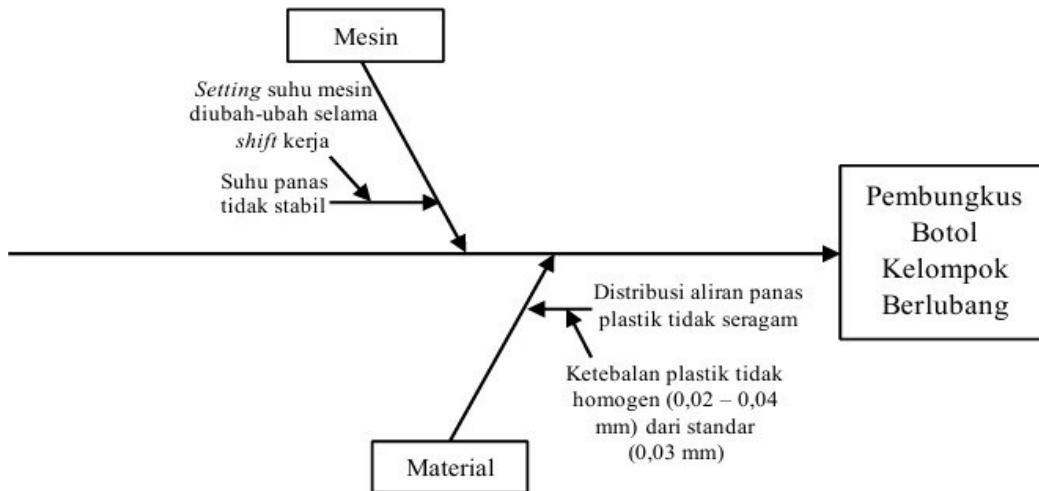 Mesin
Setting suhu mesin
diubah-ubah selama
shift kerja
Suhu panas
tidak stabil
Pembungkus
Botol
Kelompok
Berlubang
Distribusi aliran panas
plastik tidak seragam
Ketebalan plastik tidak
homogen (0,02 – 0,04
mm) dari standar
(0,03 mm)
Material